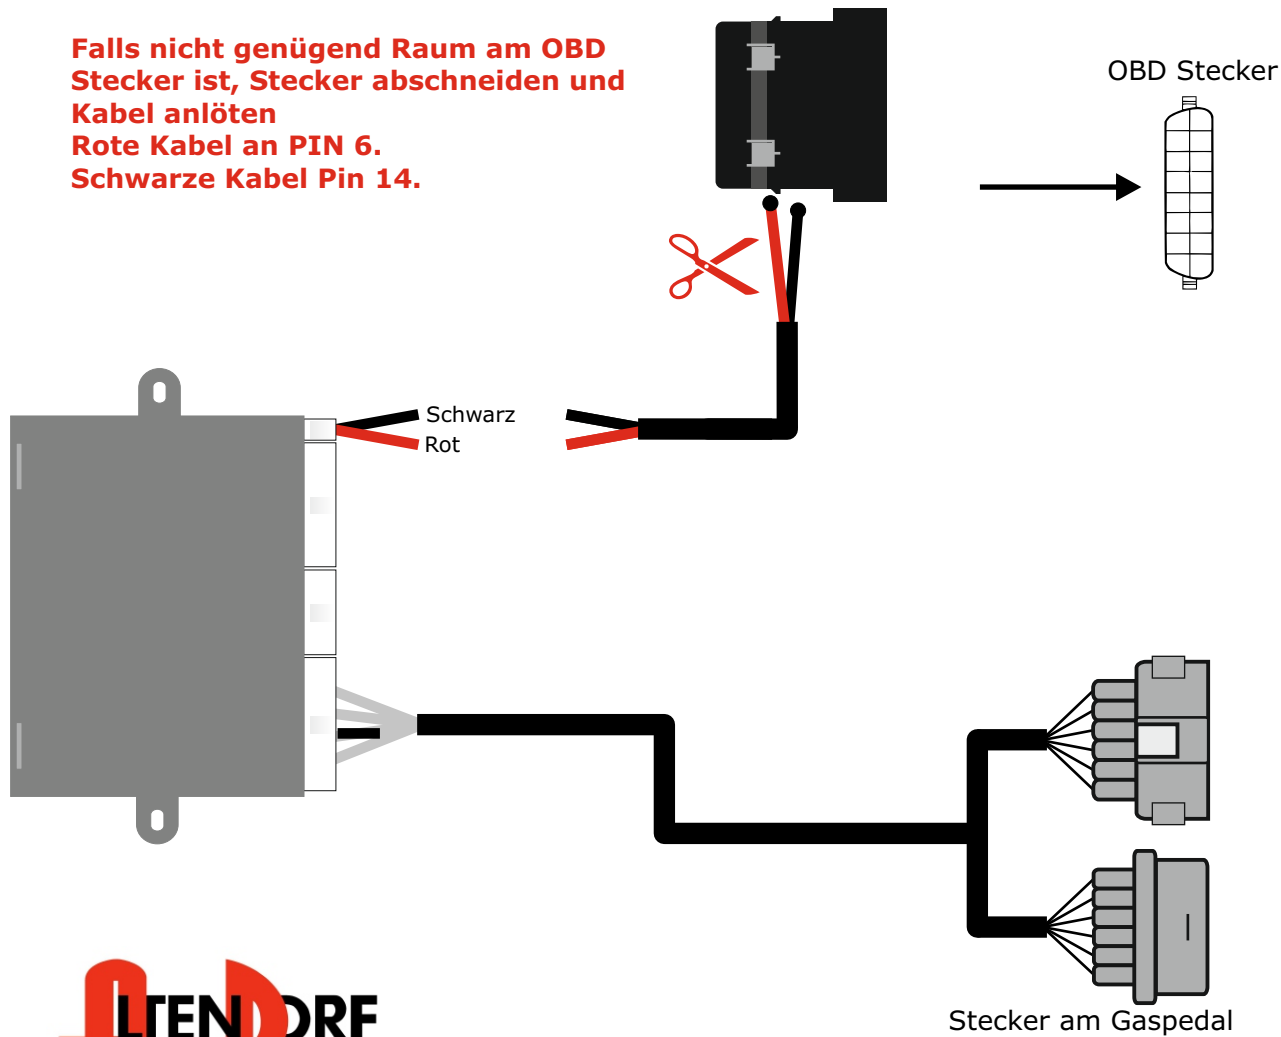 Falls nicht genügend Raum am OBD
Stecker ist, Stecker abschneiden und
Kabel anlöten
Rote Kabel an PIN 6.
Schwarze Kabel Pin 14.
OBD Stecker
Schwarz
Rot
Stecker am Gaspedal
ALTENDORF